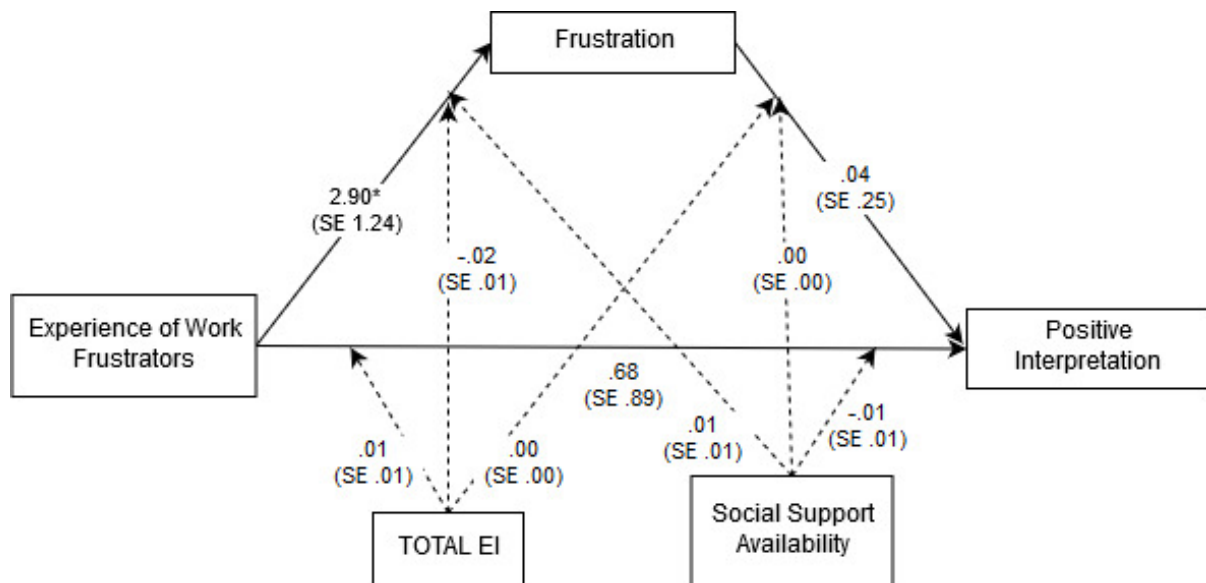 Frustration
2.90*
(SE 1.24)
.04
(SE .25)
-.02
(SE .01)
.00
(SE .00)
Experience of Work
Frustrators
Positive
Interpretation
.68
(SE .89)
.01
(SE .01)
.00
(SE .00)
.01
(SE .01)
-.01
(SE .01)
TOTAL EI
Social Support
Availability